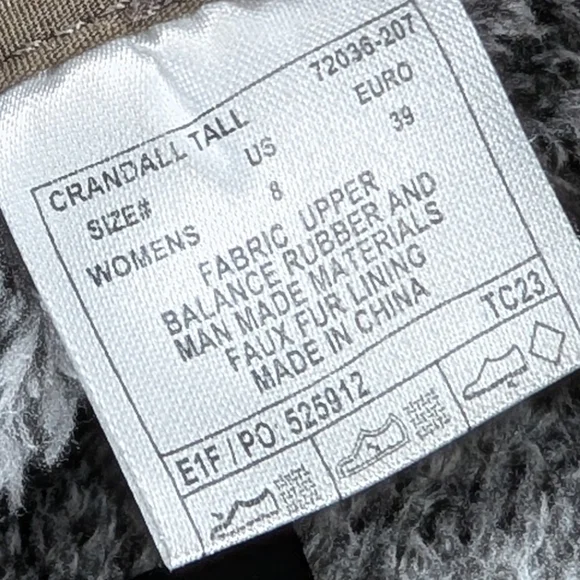 CRANDALL TALL 72036-207
SIZE# US EURO
WOMENS 8 39
FABRIC UPPER
BALANCE RUBBER AND
MAN MADE MATERIALS
FAUX FUR LINING
MADE IN CHINA
E1F / PO: 525912 TC23